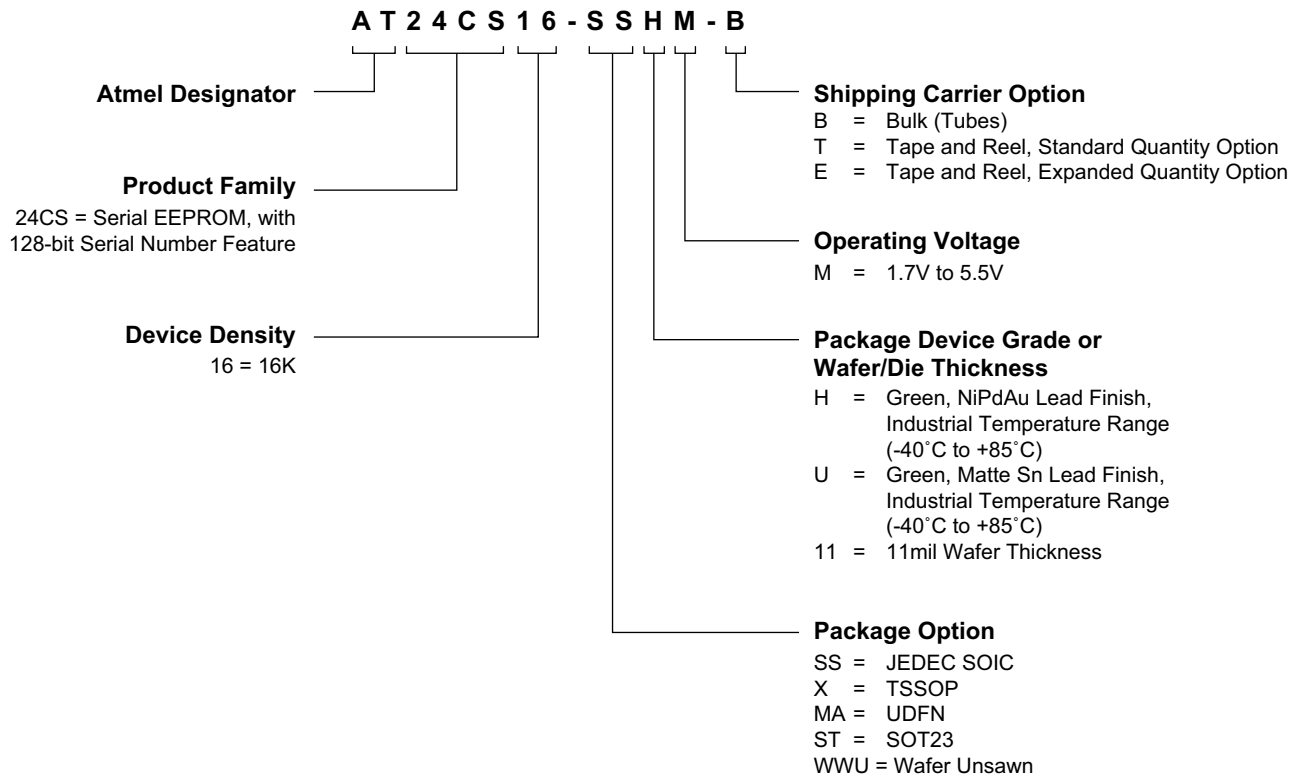 AT24CS16-SSHM-B
Atmel Designator
Product Family
24CS = Serial EEPROM, with
128-bit Serial Number Feature
Device Density
16 = 16K
Shipping Carrier Option
B = Bulk (Tubes)
T = Tape and Reel, Standard Quantity Option
E = Tape and Reel, Expanded Quantity Option
Operating Voltage
M = 1.7V to 5.5V
Package Device Grade or
Wafer/Die Thickness
H = Green, NiPdAu Lead Finish,
Industrial Temperature Range
(-40˚C to +85˚C)
U = Green, Matte Sn Lead Finish,
Industrial Temperature Range
(-40˚C to +85˚C)
11 = 11mil Wafer Thickness
Package Option
SS = JEDEC SOIC
X = TSSOP
MA = UDFN
ST = SOT23
WWU = Wafer Unsawn